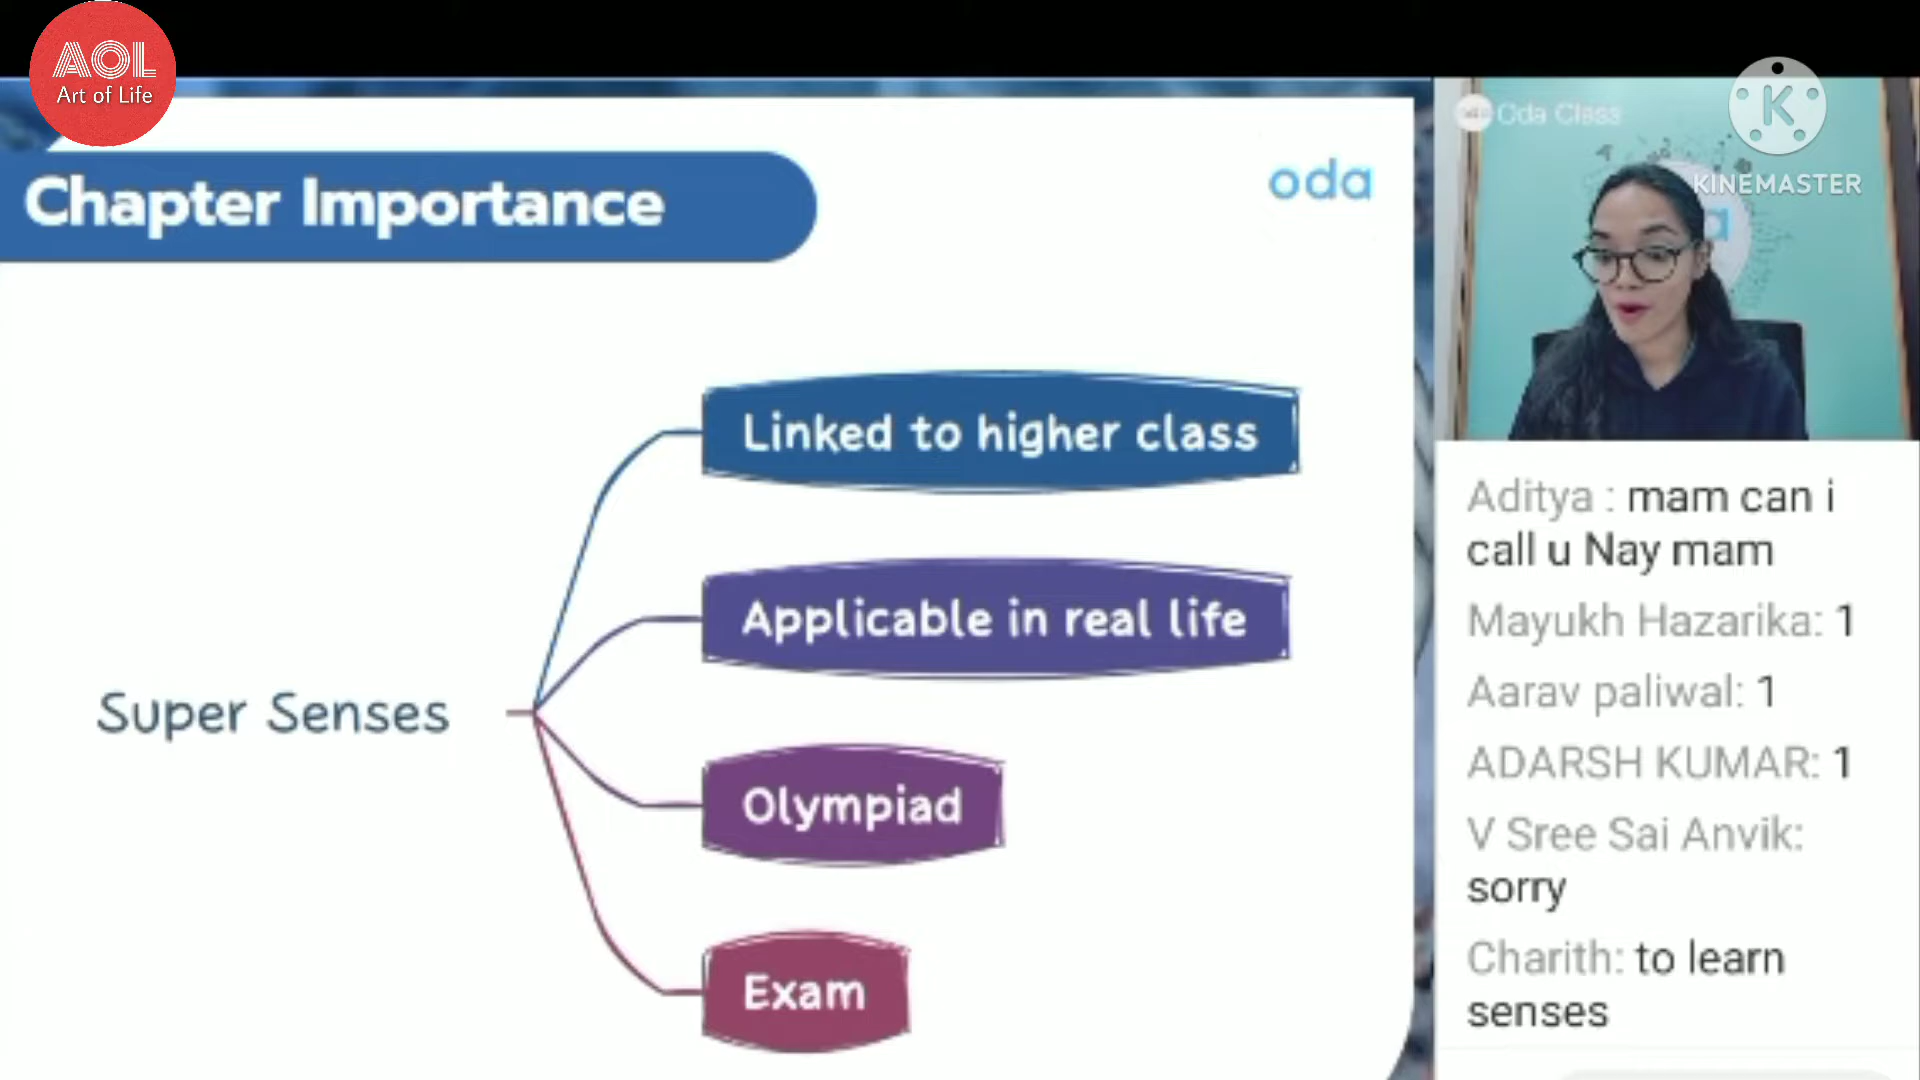 AOL
Art of Life
Chapter Importance
oda
Super Senses
Linked to higher class
Applicable in real life
Olympiad
Exam
Oda Class
K
KINEMASTER
a
Aditya : mam can i
call u Nay mam
Mayukh Hazarika: 1
Aarav paliwal: 1
ADARSH KUMAR: 1
V Sree Sai Anvik:
sorry
Charith: to learn
senses